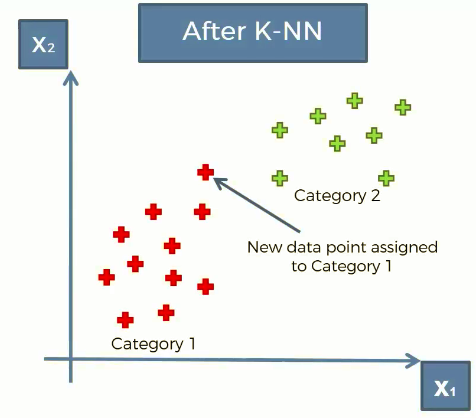 After K-NN
X₂
Category 2
New data point assigned
to Category 1
Category 1
X₁